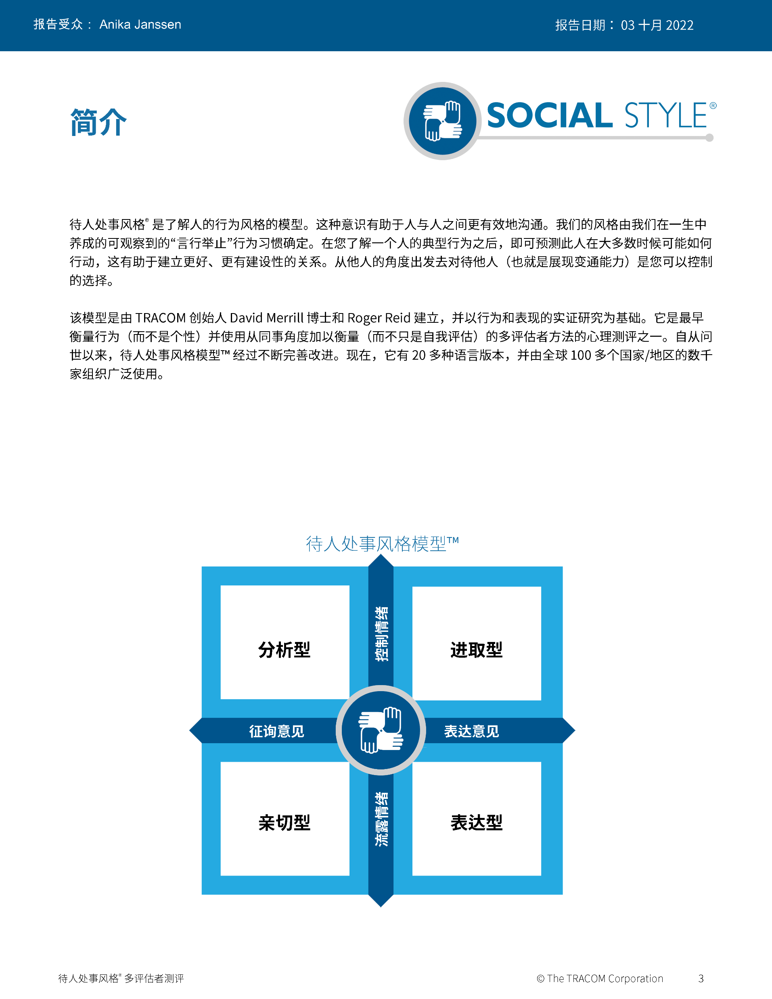 报告受众： Anika Janssen
报告日期： 03 十月 2022
简介
SOCIAL STYLE®
待人处事风格® 是了解人的行为风格的模型。这种意识有助于人与人之间更有效地沟通。我们的风格由我们在一生中
养成的可观察到的“言行举止”行为习惯确定。在您了解一个人的典型行为之后，即可预测此人在大多数时候可能如何
行动，这有助于建立更好、更有建设性的关系。从他人的角度出发去对待他人（也就是展现变通能力）是您可以控制
的选择。
该模型是由 TRACOM 创始人 David Merrill 博士和 Roger Reid 建立，并以行为和表现的实证研究为基础。它是最早
衡量行为（而不是个性）并使用从同事角度加以衡量（而不只是自我评估）的多评估者方法的心理测评之一。自从问
世以来，待人处事风格模型™ 经过不断完善改进。现在，它有 20 多种语言版本，并由全球 100 多个国家/地区的数千
家组织广泛使用。
待人处事风格模型™
控制情绪
分析型
进取型
征询意见
表达意见
流露情绪
亲切型
表达型
待人处事风格® 多评估者测评
© The TRACOM Corporation 3